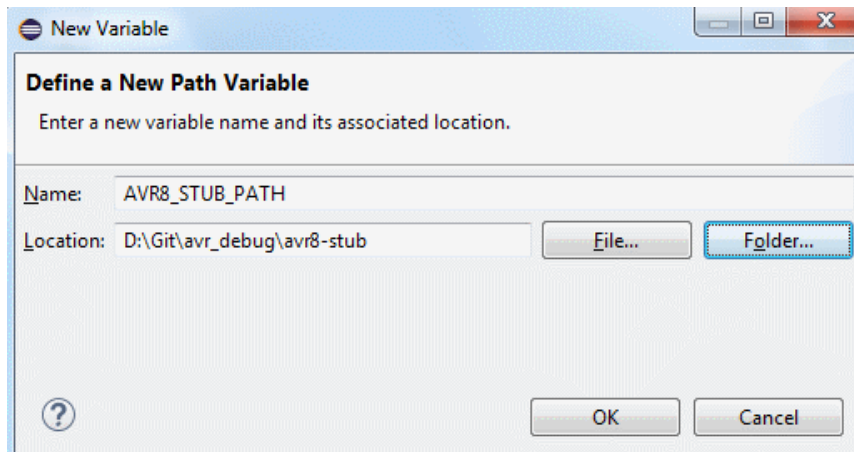 New Variable
Define a New Path Variable
Enter a new variable name and its associated location.
Name: AVR8_STUB_PATH
Location: D:\Git\avr_debug\avr8-stub File... Folder...
? OK Cancel